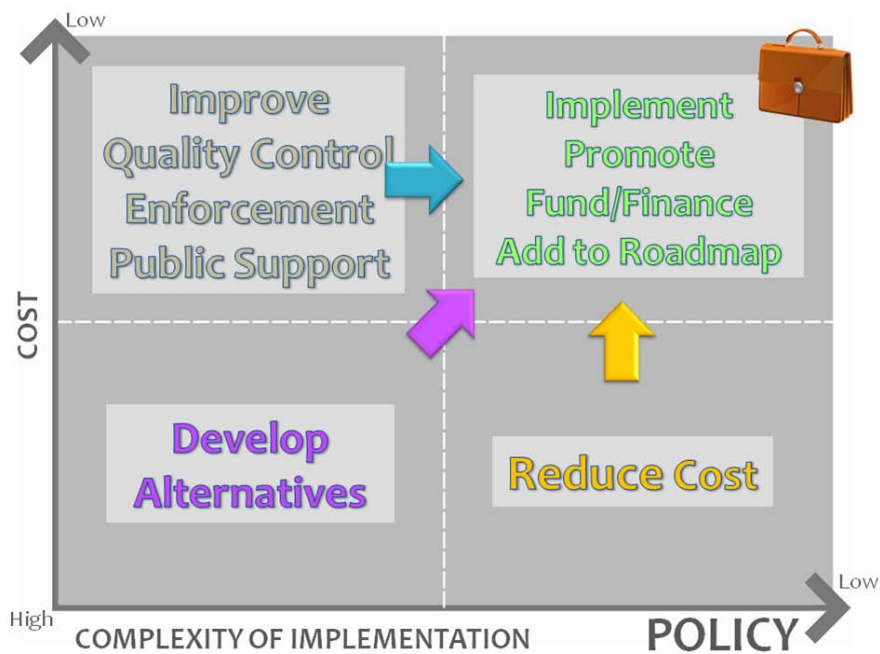 Low
Improve
Quality Control
Enforcement
Public Support
Implement
Promote
Fund/Finance
Add to Roadmap
COST
Develop
Alternatives
Reduce Cost
Low
High
COMPLEXITY OF IMPLEMENTATION
POLICY